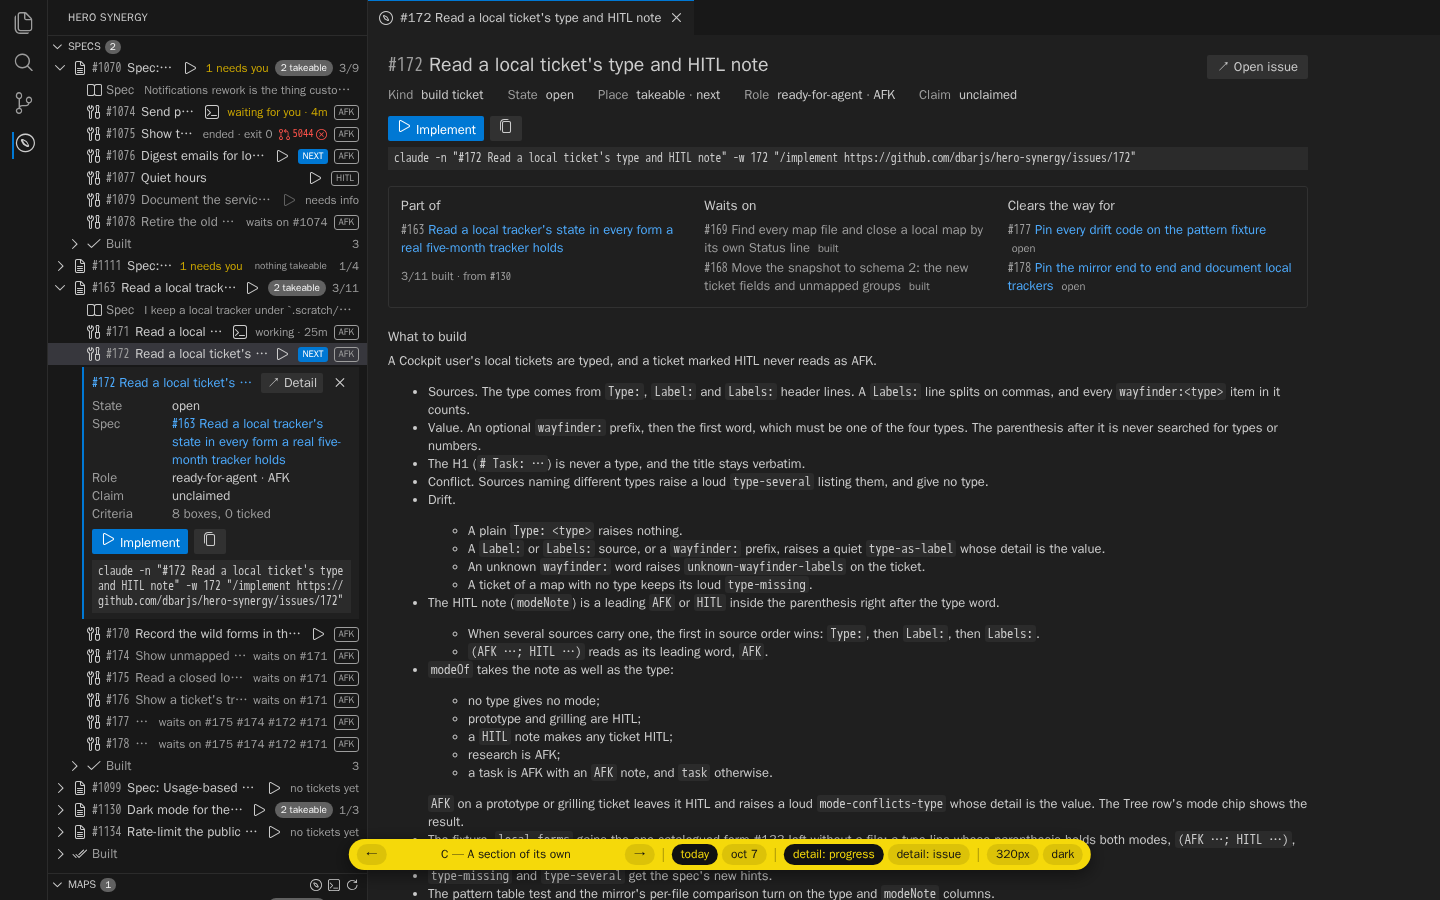 HERO SYNERGY
SPECS 2
#1070 Spec:··· 1 needs you 2 takeable 3/9
Spec Notifications rework is the thing custo···
#1074 Send p··· waiting for you · 4m AFK
#1075 Show t··· ended · exit 0 5044 AFK
#1076 Digest emails for lo··· NEXT AFK
#1077 Quiet hours HITL
#1079 Document the servic··· needs info
#1078 Retire the old ··· waits on #1074 AFK
Built 3
#1111 Spec:··· 1 needs you nothing takeable 1/4
#163 Read a local track··· 2 takeable 3/11
Spec I keep a local tracker under `.scratch/···
#171 Read a local ··· working · 25m AFK
#172 Read a local ticket's ··· NEXT AFK
#172 Read a local ticket's ··· ↗ Detail ×
State open
Spec #163 Read a local tracker's
state in every form a real five-
month tracker holds
Role ready-for-agent · AFK
Claim unclaimed
Criteria 8 boxes, 0 ticked
Implement
claude -n "#172 Read a local ticket's type
and HITL note" -w 172 "/implement https://
github.com/dbarjs/hero-synergy/issues/172"
#170 Record the wild forms in th··· AFK
#174 Show unmapped ··· waits on #171 AFK
#175 Read a closed lo··· waits on #171 AFK
#176 Show a ticket's tr··· waits on #171 AFK
#177 ··· waits on #175 #174 #172 #171 AFK
#178 ··· waits on #175 #174 #172 #171 AFK
Built 3
#1099 Spec: Usage-based ··· no tickets yet
#1130 Dark mode for the··· 2 takeable 1/3
#1134 Rate-limit the public ··· no tickets yet
Built
MAPS 1
#172 Read a local ticket's type and HITL note ×
#172 Read a local ticket's type and HITL note
↗ Open issue
Kind build ticket State open Place takeable · next Role ready-for-agent · AFK Claim unclaimed
Implement
claude -n "#172 Read a local ticket's type and HITL note" -w 172 "/implement https://github.com/dbarjs/hero-synergy/issues/172"
Part of
#163 Read a local tracker's state in every form a
real five-month tracker holds
3/11 built · from #130
Waits on
#169 Find every map file and close a local map by
its own Status line built
#168 Move the snapshot to schema 2: the new
ticket fields and unmapped groups built
Clears the way for
#177 Pin every drift code on the pattern fixture
open
#178 Pin the mirror end to end and document local
trackers open
What to build
A Cockpit user's local tickets are typed, and a ticket marked HITL never reads as AFK.
• Sources. The type comes from Type:, Label: and Labels: header lines. A Labels: line splits on commas, and every wayfinder:<type> item in it
counts.
• Value. An optional wayfinder: prefix, then the first word, which must be one of the four types. The parenthesis after it is never searched for types or
numbers.
• The H1 (# Task: ···) is never a type, and the title stays verbatim.
• Conflict. Sources naming different types raise a loud type-several listing them, and give no type.
• Drift.
◦ A plain Type: <type> raises nothing.
◦ A Label: or Labels: source, or a wayfinder: prefix, raises a quiet type-as-label whose detail is the value.
◦ An unknown wayfinder: word raises unknown-wayfinder-labels on the ticket.
◦ A ticket of a map with no type keeps its loud type-missing.
• The HITL note (modeNote) is a leading AFK or HITL inside the parenthesis right after the type word.
◦ When several sources carry one, the first in source order wins: Type:, then Label:, then Labels:.
◦ (AFK ···; HITL ···) reads as its leading word, AFK.
• modeOf takes the note as well as the type:
◦ no type gives no mode;
◦ prototype and grilling are HITL;
◦ a HITL note makes any ticket HITL;
◦ research is AFK;
◦ a task is AFK with an AFK note, and task otherwise.
AFK on a prototype or grilling ticket leaves it HITL and raises a loud mode-conflicts-type whose detail is the value. The Tree row's mode chip shows the
result.
• The fixture, local-forms gains the one catalogued form #133 left without a file: a type line whose parenthesis holds both modes, (AFK ···; HITL ···),
← C — A section of its own → today oct 7 detail: progress detail: issue 320px dark
type-missing and type-several get the spec's new hints.
• The pattern table test and the mirror's per-file comparison turn on the type and modeNote columns.